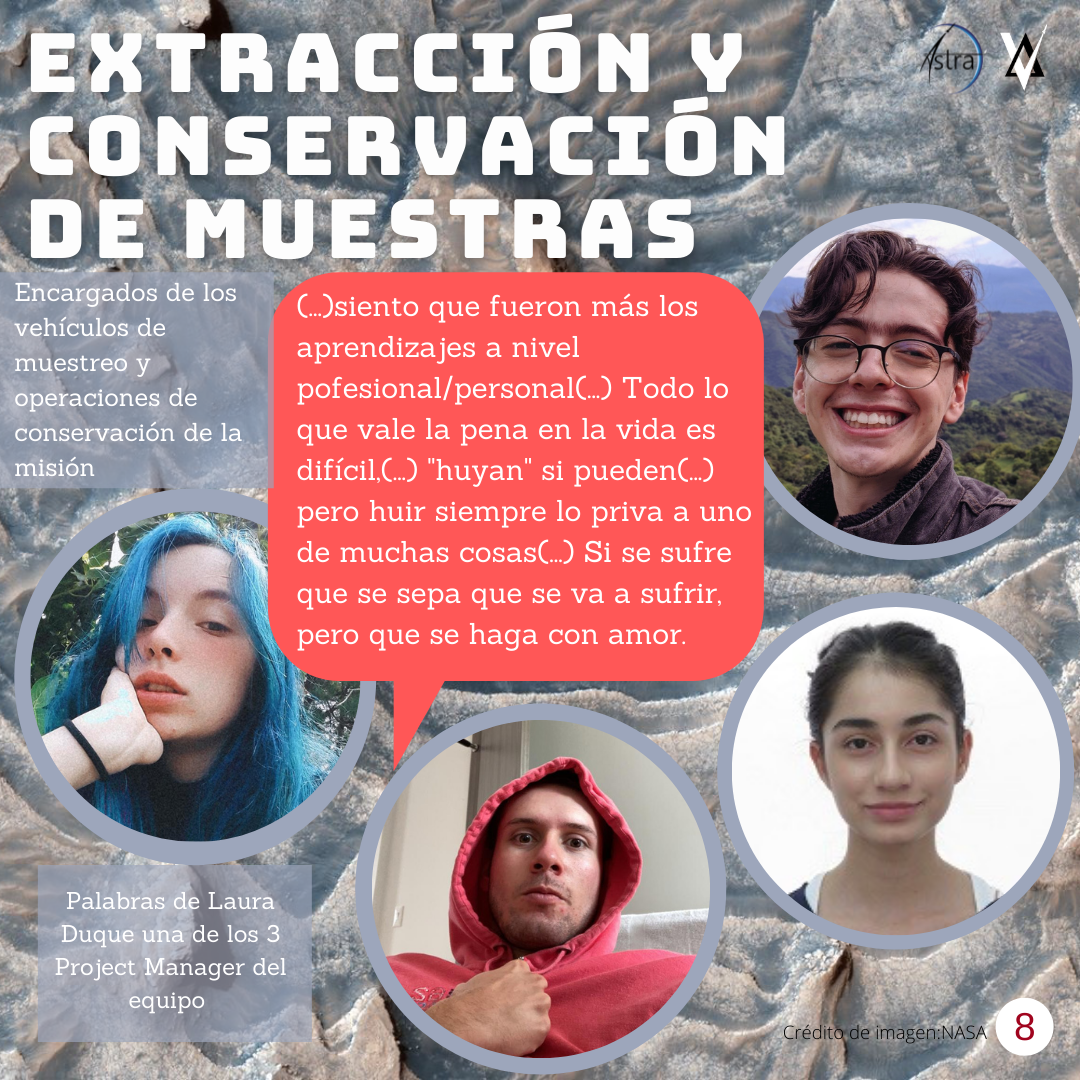 EXTRACCIÓN Y
CONSERVACIÓN
DE MUESTRAS
Astra
Encargados de los
vehículos de
muestreo y
operaciones de
conservación de la
misión
(...)siento que fueron más los
aprendizajes a nivel
pofesional/personal(...) Todo lo
que vale la pena en la vida es
difícil,(...) "huyan" si pueden(...)
pero huir siempre lo priva a uno
de muchas cosas(...) Si se sufre
que se sepa que se va a sufrir,
pero que se haga con amor.
Palabras de Laura
Duque una de los 3
Project Manager del
equipo
Crédito de imagen:NASA
8